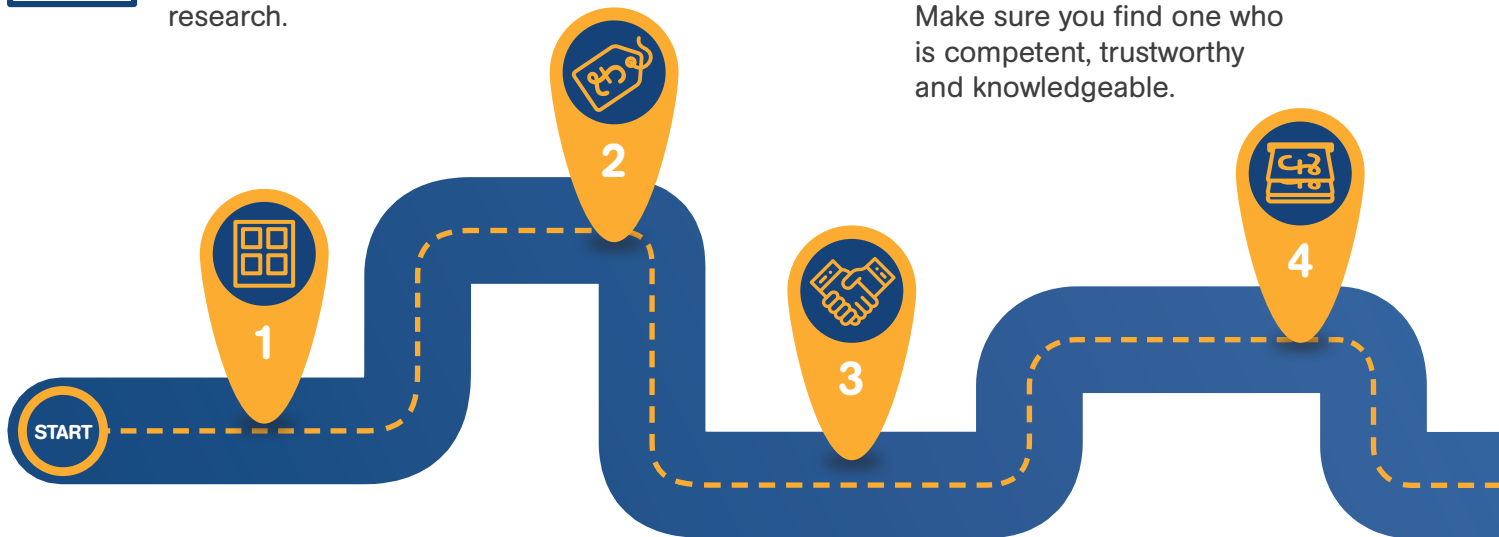 research.
Make sure you find one who
is competent, trustworthy
and knowledgeable.
2
4
1
3
START